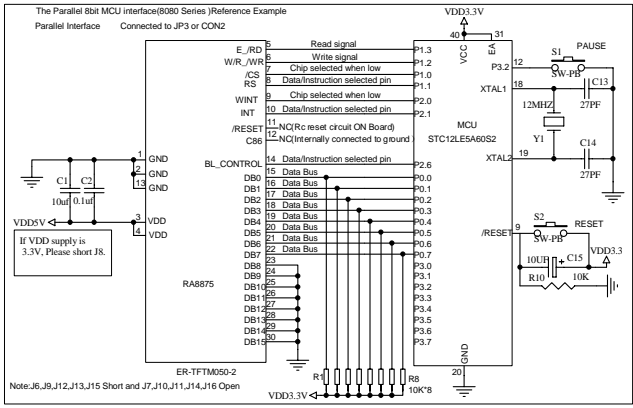 The Parallel 8bit MCU interface(8080 Series )Reference Example
Parallel Interface Connected to JP3 or CON2
VDD3.3V
40
31
VCC
EA
E_/RD 5 Read signal P1.3
W/R_/WR 6 Write signal P1.2
/CS 7 Chip selected when low P1.0
RS 8 Data/Instruction selected pin P1.1
WINT 9 Chip selected when low P2.0
INT 10 Data/Instruction selected pin P2.1
/RESET 11 NC(Rc reset circuit ON Board)
C86 12 NC(Internally connected to ground )
BL_CONTROL 14 Data/Instruction selected pin P2.6
DB0 15 Data Bus P0.0
DB1 16 Data Bus P0.1
DB2 17 Data Bus P0.2
DB3 18 Data Bus P0.3
DB4 19 Data Bus P0.4
DB5 20 Data Bus P0.5
DB6 21 Data Bus P0.6
DB7 22 Data Bus P0.7
DB8 23 P3.0
DB9 24 P3.1
DB10 25 P3.2
DB11 26 P3.3
DB12 27 P3.4
DB13 28 P3.5
DB14 29 P3.6
DB15 30 P3.7
1 GND
2 GND
13 GND
C1 C2
10uf 0.1uf
VDD5V
3 VDD
4 VDD
If VDD supply is
3.3V, Please short J8.
RA8875
ER-TFTM050-2
MCU
STC12LE5A60S2
P3.2 12
S1 PAUSE
SW-PB
XTAL1 18
C13
27PF
12MHZ
Y1
XTAL2 19
C14
27PF
/RESET 9
S2 RESET
SW-PB
VDD3.3
10UF + C15
R10 10K
GND
20
R1 R8
10K*8
VDD3.3V
Note:J6,J9,J12,J13,J15 Short and J7,J10,J11,J14,J16 Open